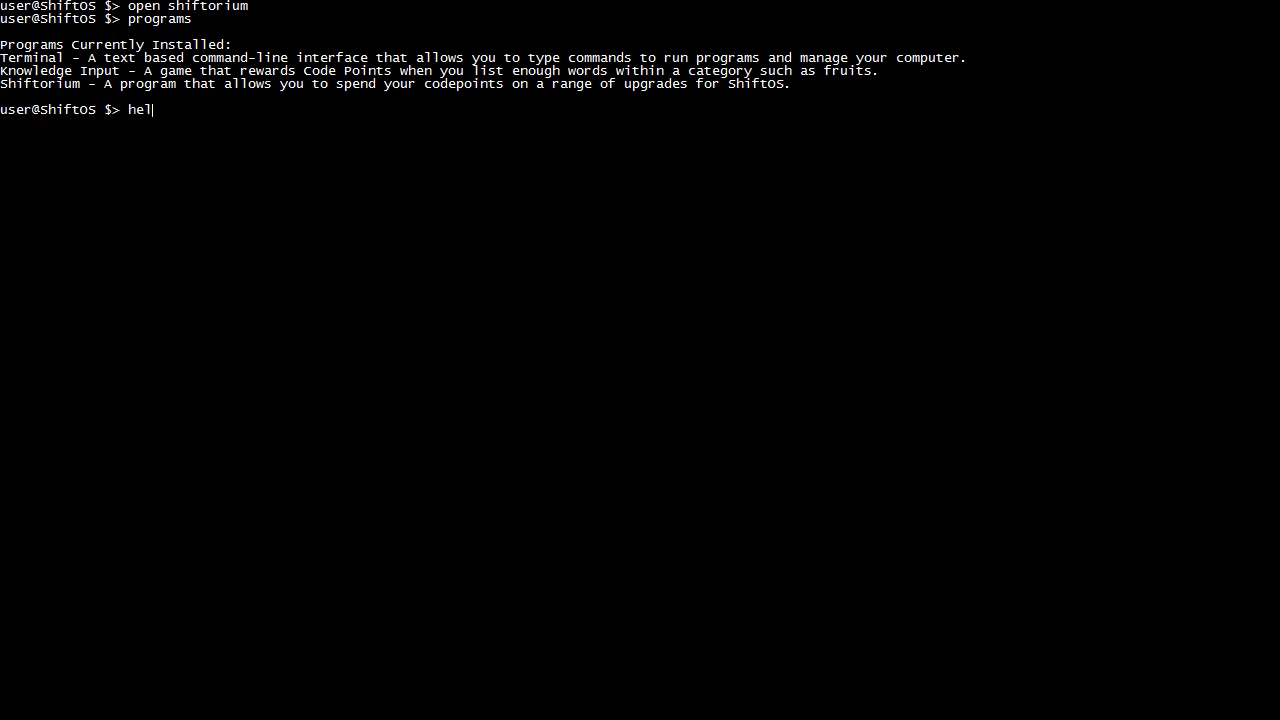 user@ShiftOS $> open shiftorium
user@ShiftOS $> programs
Programs Currently Installed:
Terminal - A text based command-line interface that allows you to type commands to run programs and manage your computer.
Knowledge Input - A game that rewards Code Points when you list enough words within a category such as fruits.
Shiftorium - A program that allows you to spend your codepoints on a range of upgrades for ShiftOS.
user@ShiftOS $> hel